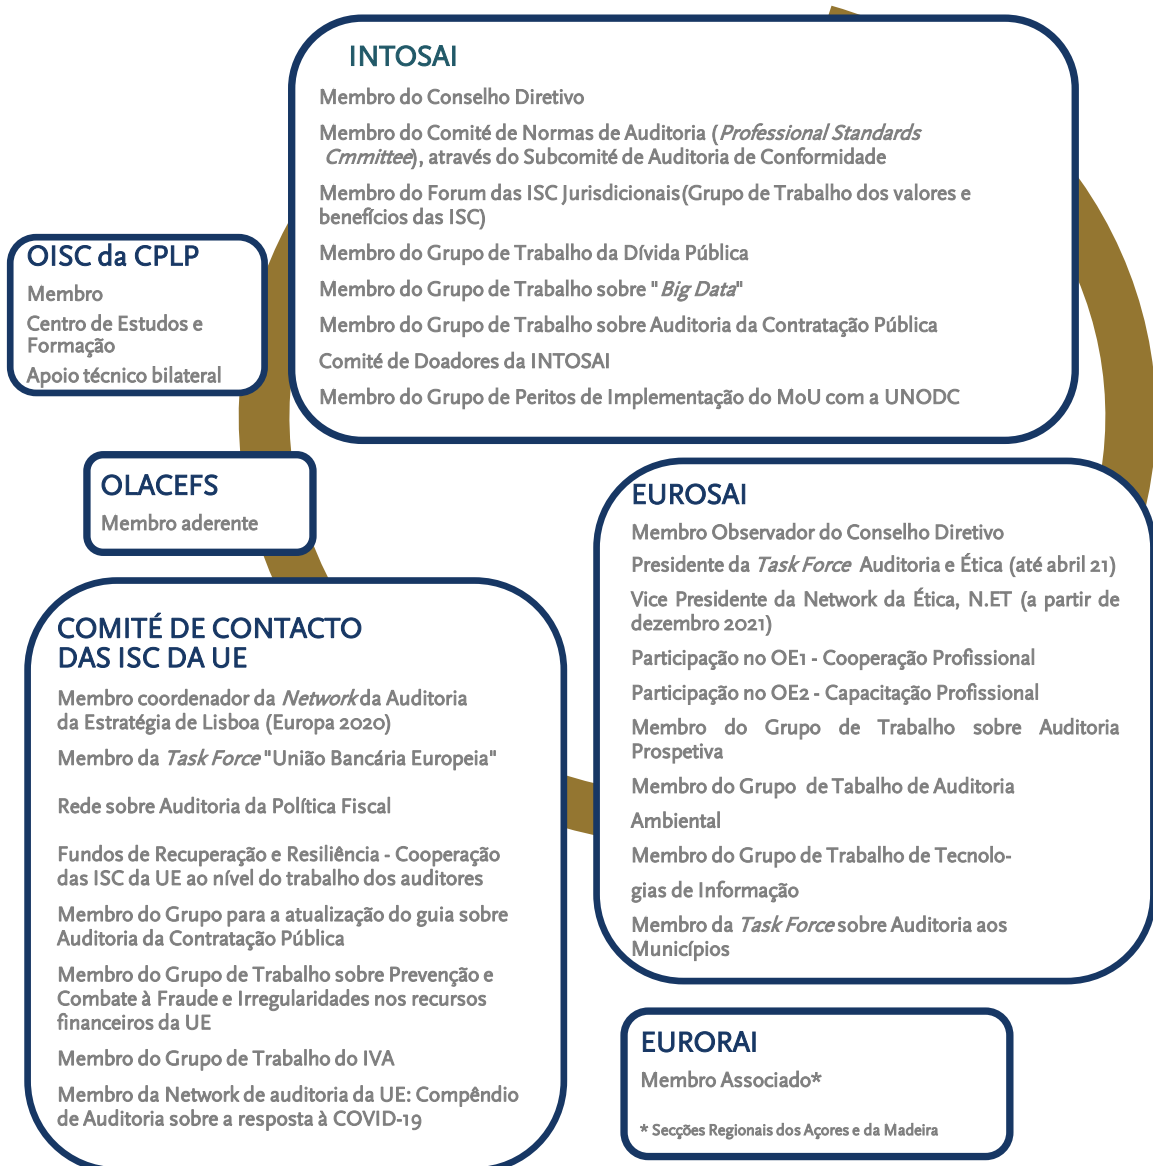 INTOSAI
Membro do Conselho Diretivo
Membro do Comité de Normas de Auditoria (Professional Standards
Cmmittee), através do Subcomité de Auditoria de Conformidade
Membro do Forum das ISC Jurisdicionais(Grupo de Trabalho dos valores e
benefícios das ISC)
Membro do Grupo de Trabalho da Dívida Pública
Membro do Grupo de Trabalho sobre "Big Data"
Membro do Grupo de Trabalho sobre Auditoria da Contratação Pública
Comité de Doadores da INTOSAI
Membro do Grupo de Peritos de Implementação do MoU com a UNODC
OISC da CPLP
Membro
Centro de Estudos e
Formação
Apoio técnico bilateral
OLACEFS
Membro aderente
EUROSAI
Membro Observador do Conselho Diretivo
Presidente da Task Force Auditoria e Ética (até abril 21)
Vice Presidente da Network da Ética, N.ET (a partir de
dezembro 2021)
Participação no OE1 - Cooperação Profissional
Participação no OE2 - Capacitação Profissional
Membro do Grupo de Trabalho sobre Auditoria
Prospetiva
Membro do Grupo de Tabalho de Auditoria
Ambiental
Membro do Grupo de Trabalho de Tecnolo-
gias de Informação
Membro da Task Force sobre Auditoria aos
Municípios
COMITÉ DE CONTACTO
DAS ISC DA UE
Membro coordenador da Network da Auditoria
da Estratégia de Lisboa (Europa 2020)
Membro da Task Force "União Bancária Europeia"
Rede sobre Auditoria da Política Fiscal
Fundos de Recuperação e Resiliência - Cooperação
das ISC da UE ao nível do trabalho dos auditores
Membro do Grupo para a atualização do guia sobre
Auditoria da Contratação Pública
Membro do Grupo de Trabalho sobre Prevenção e
Combate à Fraude e Irregularidades nos recursos
financeiros da UE
Membro do Grupo de Trabalho do IVA
Membro da Network de auditoria da UE: Compêndio
de Auditoria sobre a resposta à COVID-19
EURORAI
Membro Associado*
* Secções Regionais dos Açores e da Madeira